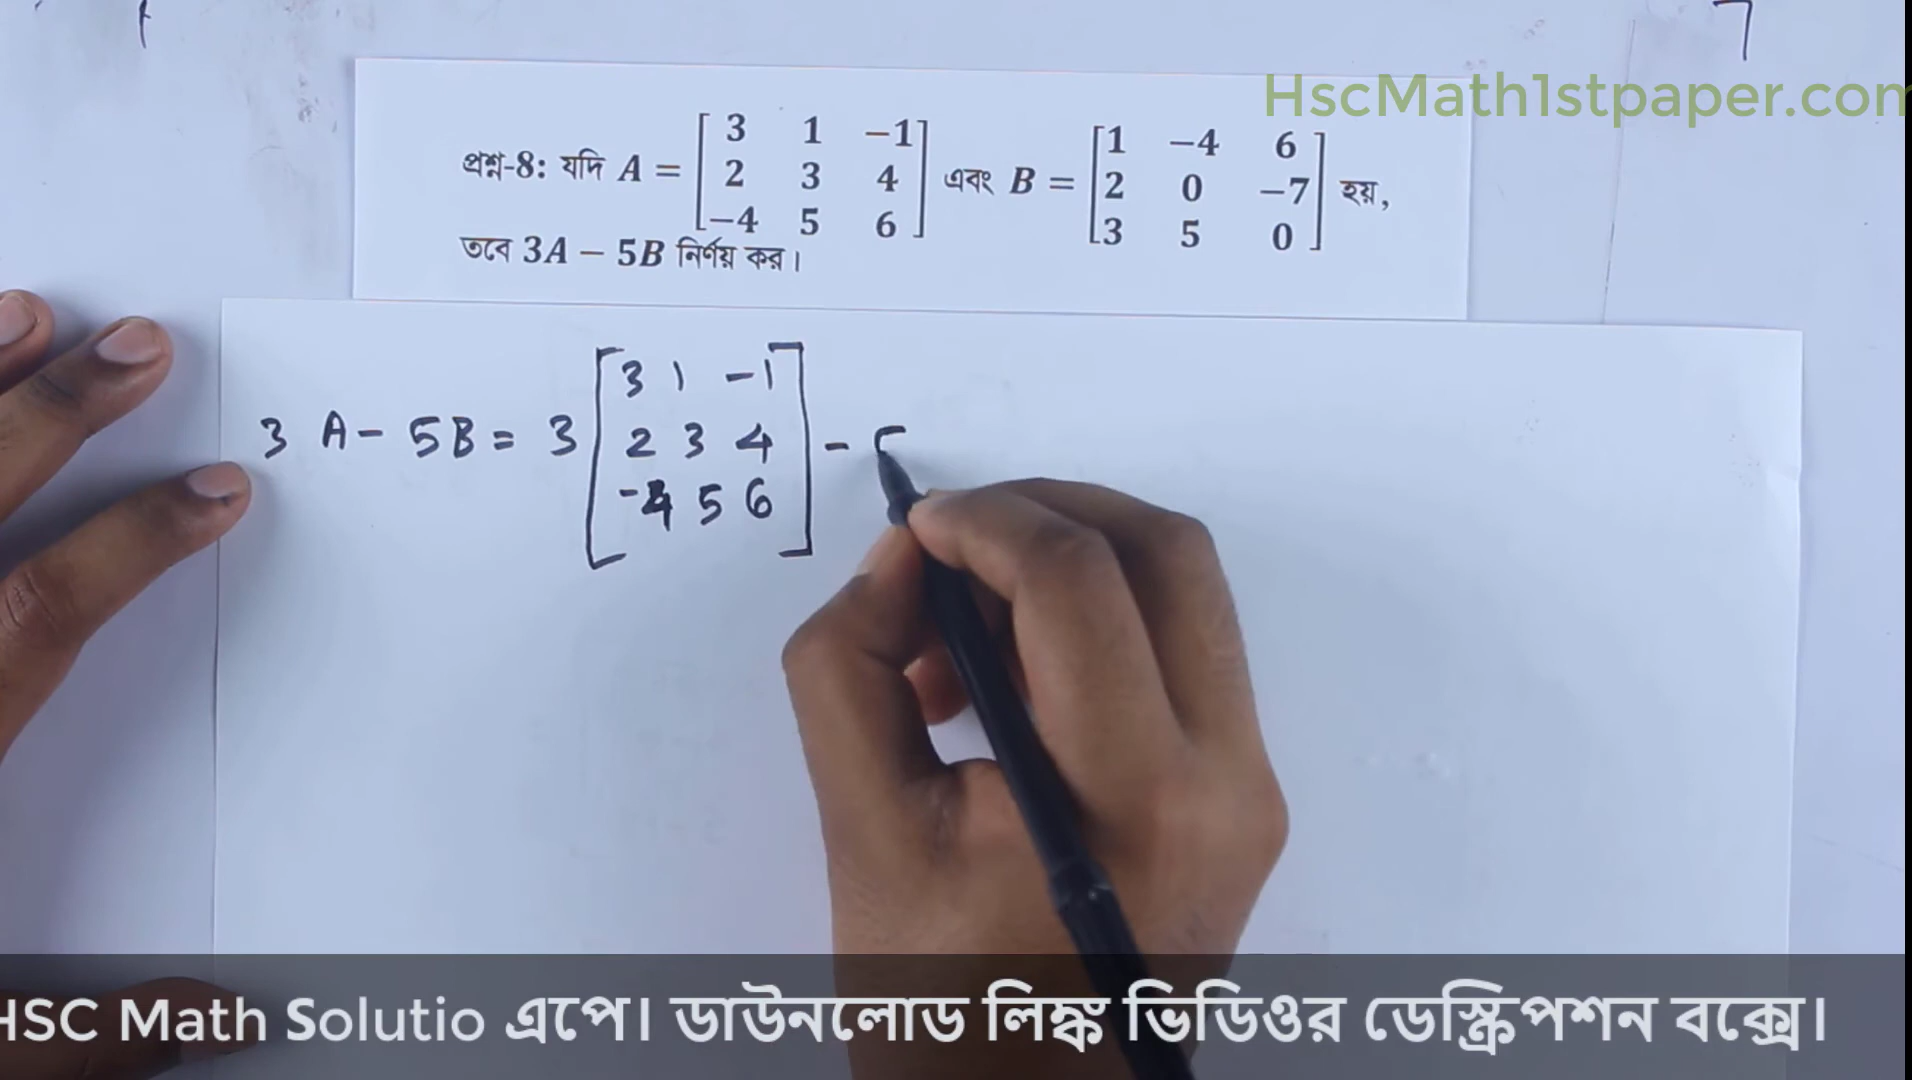 HscMath1stpaper.com
প্রশ্ন-8: যদি A = [3 1 −1
2 3 4
−4 5 6] এবং B = [1 −4 6
2 0 −7
3 5 0] হয়,
তবে 3A − 5B নির্ণয় কর।
3 A - 5B = 3 [3 1 -1
2 3 4
-4 5 6] - 5
HSC Math Solutio এপে। ডাউনলোড লিঙ্ক ভিডিওর ডেস্ক্রিপশন বক্সে।